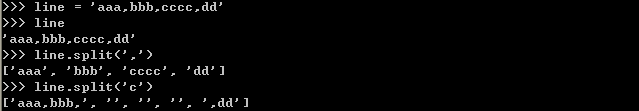 >>> line = 'aaa,bbb,cccc,dd'
>>> line
'aaa,bbb,cccc,dd'
>>> line.split(',')
['aaa', 'bbb', 'cccc', 'dd']
>>> line.split('c')
['aaa,bbb,', '', '', '', ',dd']